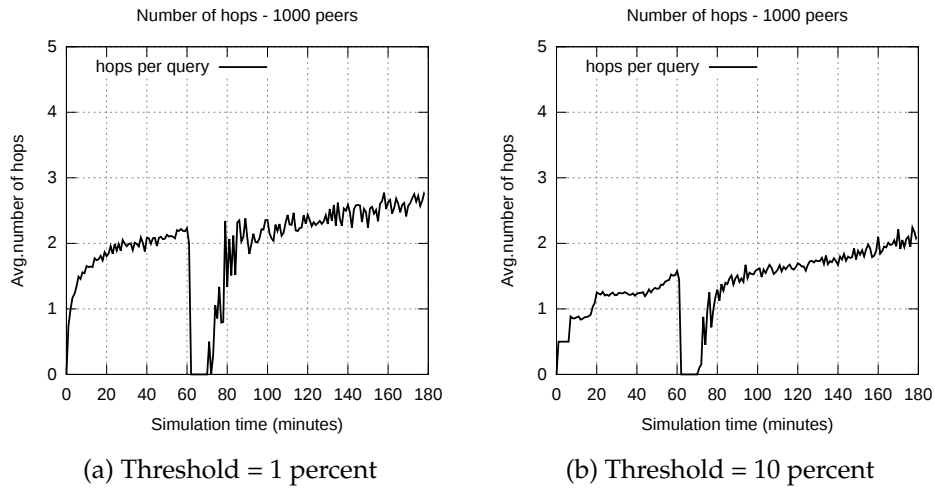 Number of hops - 1000 peers
5
4
3
2
1
0
hops per query
Avg.number of hops
0 20 40 60 80 100 120 140 160 180
Simulation time (minutes)
(a) Threshold = 1 percent
Number of hops - 1000 peers
5
4
3
2
1
0
hops per query
Avg.number of hops
0 20 40 60 80 100 120 140 160 180
Simulation time (minutes)
(b) Threshold = 10 percent